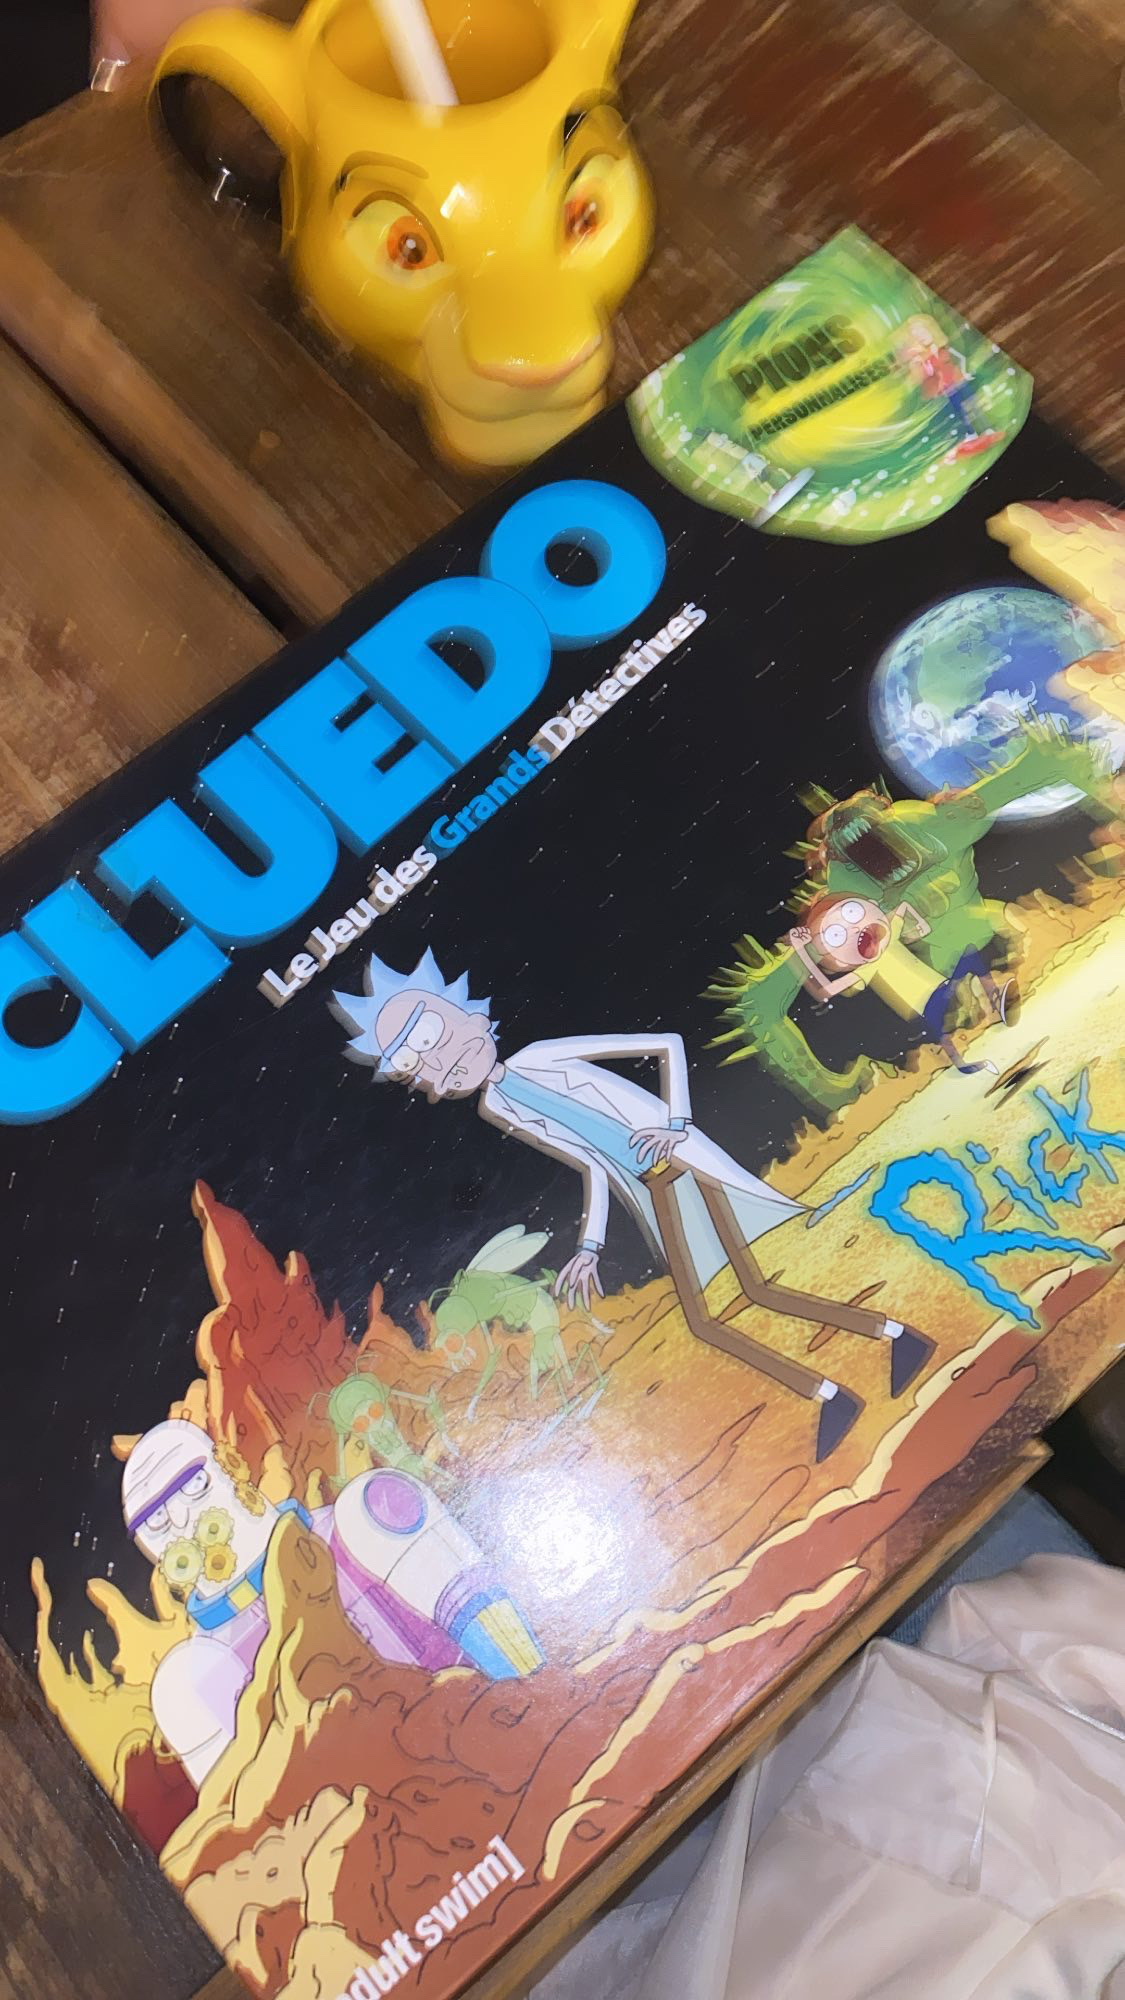 PIONS
PERSONNALISÉS!
CLUEDO
Le Jeu des Grands Détectives
Rick
adult swim]